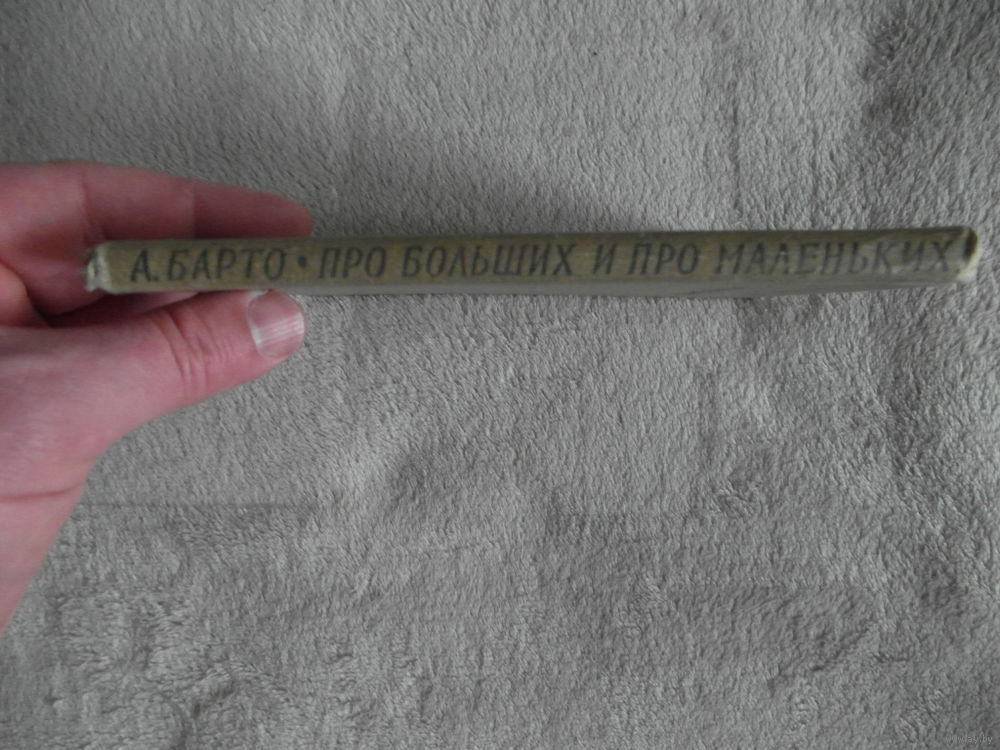 А. БАРТО • ПРО БОЛЬШИХ И ПРО МАЛЕНЬКИХ